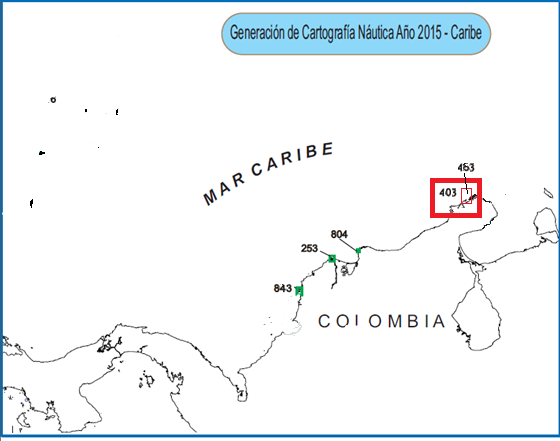 Generación de Cartografía Náutica Año 2015 - Caribe
MAR CARIBE
453
403
804
253
843
COLOMBIA